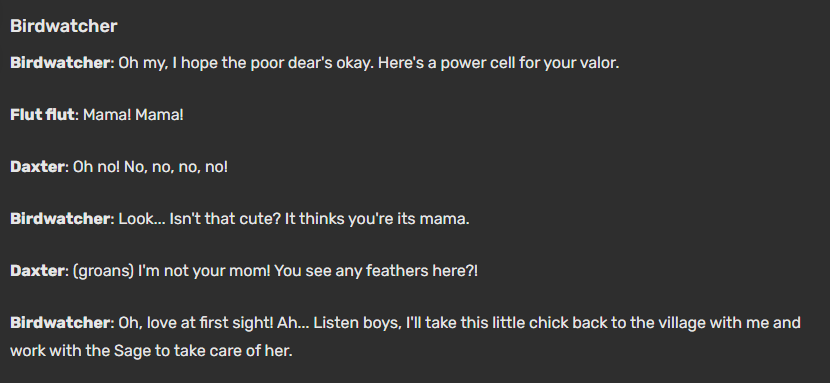 Birdwatcher
Birdwatcher: Oh my, I hope the poor dear's okay. Here's a power cell for your valor.
Flut flut: Mama! Mama!
Daxter: Oh no! No, no, no, no!
Birdwatcher: Look... Isn't that cute? It thinks you're its mama.
Daxter: (groans) I'm not your mom! You see any feathers here?!
Birdwatcher: Oh, love at first sight! Ah... Listen boys, I'll take this little chick back to the village with me and
work with the Sage to take care of her.